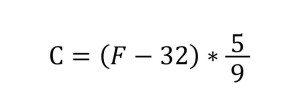 C = (F − 32) * 5/9